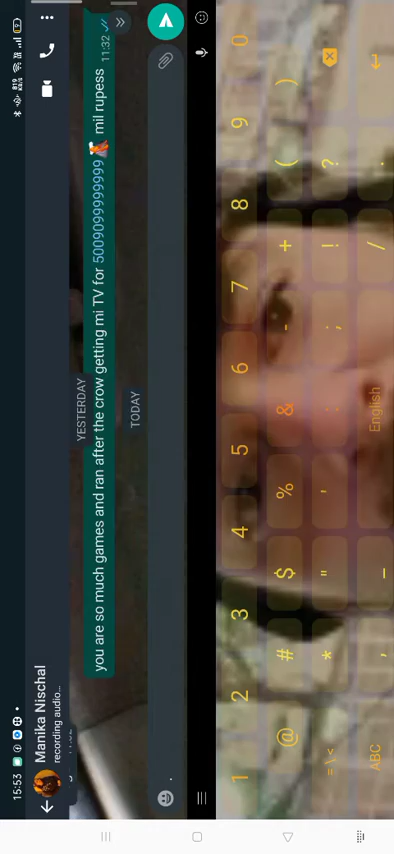 15:53
819 B/s
Manika Nischal
recording audio...
YESTERDAY
you are so much games and ran after the crow getting mi TV for 5009099999999 💃 mil rupess
11:32
TODAY
.
1 2 3 4 5 6 7 8 9 0
@ # $ % & - + ( )
= \ < * " ' : ; ! ?
ABC , _ English / .